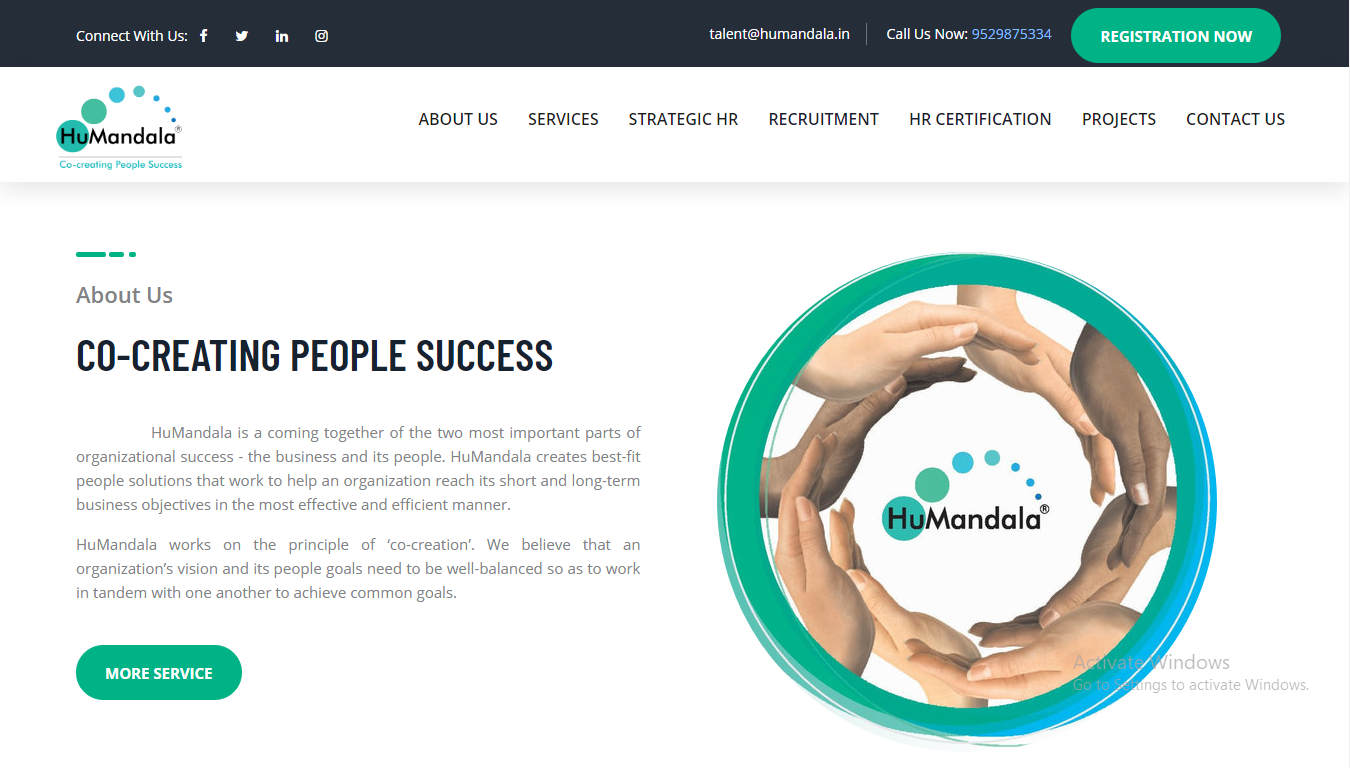 Connect With Us:
talent@humandala.in
Call Us Now: 9529875334
REGISTRATION NOW
HuMandala®
Co-creating People Success
ABOUT US SERVICES STRATEGIC HR RECRUITMENT HR CERTIFICATION PROJECTS CONTACT US
About Us
CO-CREATING PEOPLE SUCCESS
HuMandala is a coming together of the two most important parts of
organizational success - the business and its people. HuMandala creates best-fit
people solutions that work to help an organization reach its short and long-term
business objectives in the most effective and efficient manner.
HuMandala works on the principle of ‘co-creation’. We believe that an
organization’s vision and its people goals need to be well-balanced so as to work
in tandem with one another to achieve common goals.
MORE SERVICE
HuMandala®
Activate Windows
Go to Settings to activate Windows.